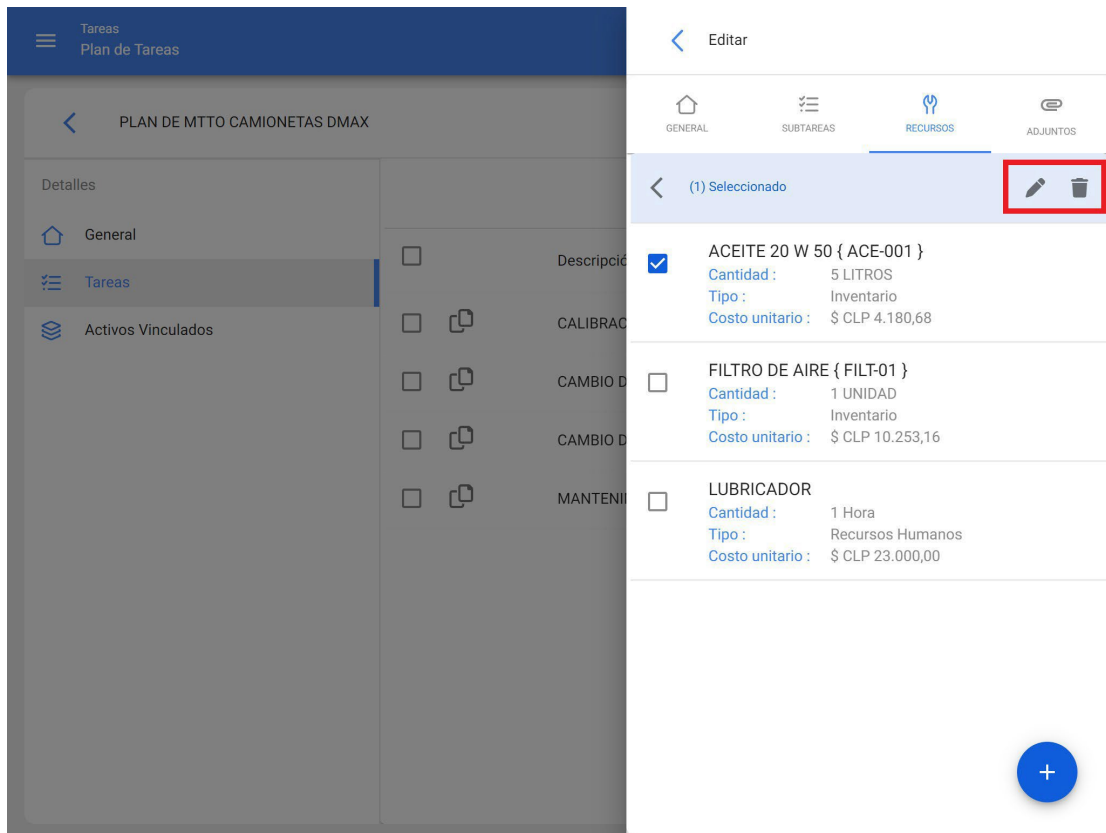 Tareas
Plan de Tareas
PLAN DE MTTO CAMIONETAS DMAX
Detalles
General
Tareas
Activos Vinculados
Descripció
CALIBRAC
CAMBIO D
CAMBIO D
MANTENI
Editar
GENERAL
SUBTAREAS
RECURSOS
ADJUNTOS
(1) Seleccionado
ACEITE 20 W 50 { ACE-001 }
Cantidad : 5 LITROS
Tipo : Inventario
Costo unitario : $ CLP 4.180,68
FILTRO DE AIRE { FILT-01 }
Cantidad : 1 UNIDAD
Tipo : Inventario
Costo unitario : $ CLP 10.253,16
LUBRICADOR
Cantidad : 1 Hora
Tipo : Recursos Humanos
Costo unitario : $ CLP 23.000,00